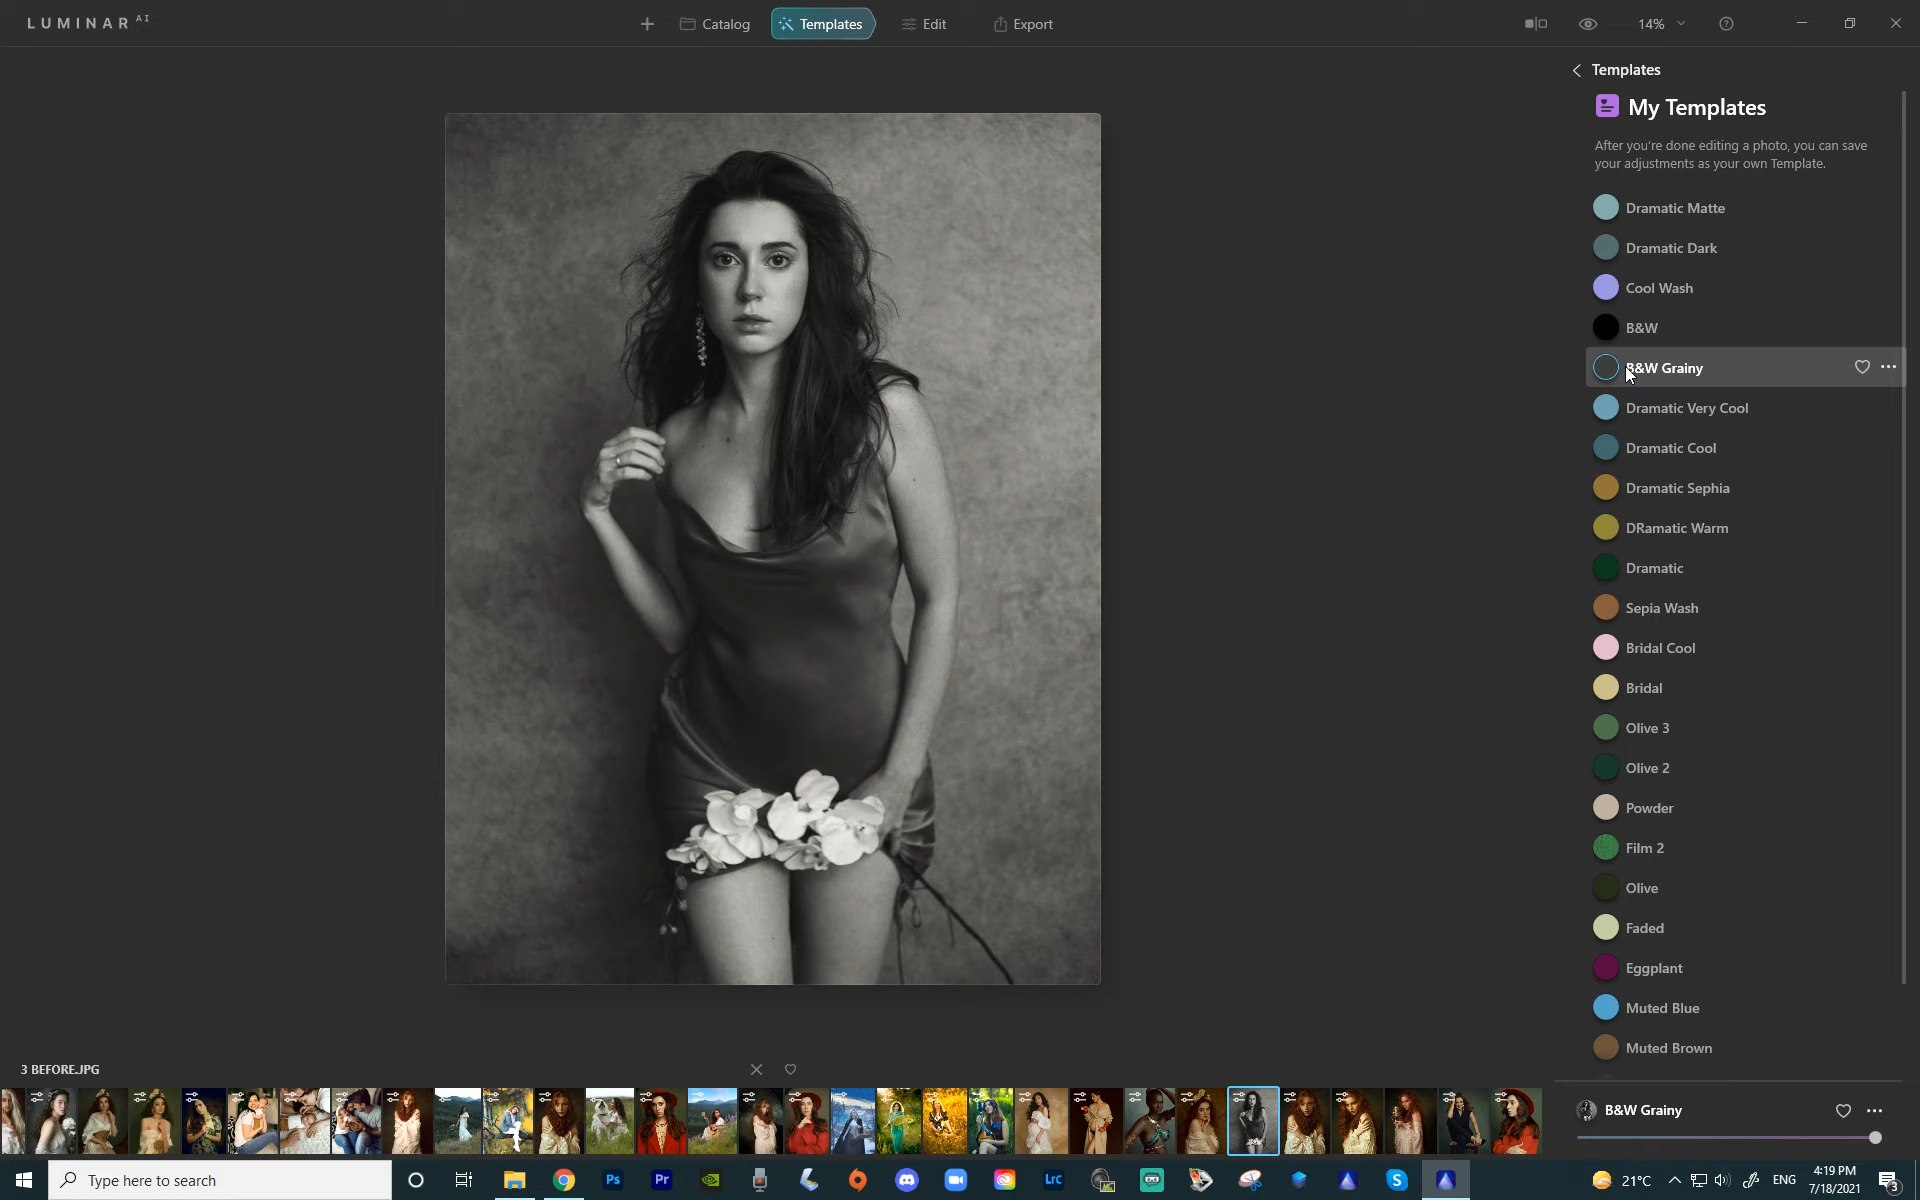 LUMINAR AI
Catalog
Templates
Edit
Export
14%
Templates
My Templates
After you're done editing a photo, you can save
your adjustments as your own Template.
Dramatic Matte
Dramatic Dark
Cool Wash
B&W
B&W Grainy
Dramatic Very Cool
Dramatic Cool
Dramatic Sephia
DRamatic Warm
Dramatic
Sepia Wash
Bridal Cool
Bridal
Olive 3
Olive 2
Powder
Film 2
Olive
Faded
Eggplant
Muted Blue
Muted Brown
3 BEFORE.JPG
B&W Grainy
Type here to search
Ps
Pr
Lrc
S
21°C
ENG
4:19 PM
7/18/2021
3